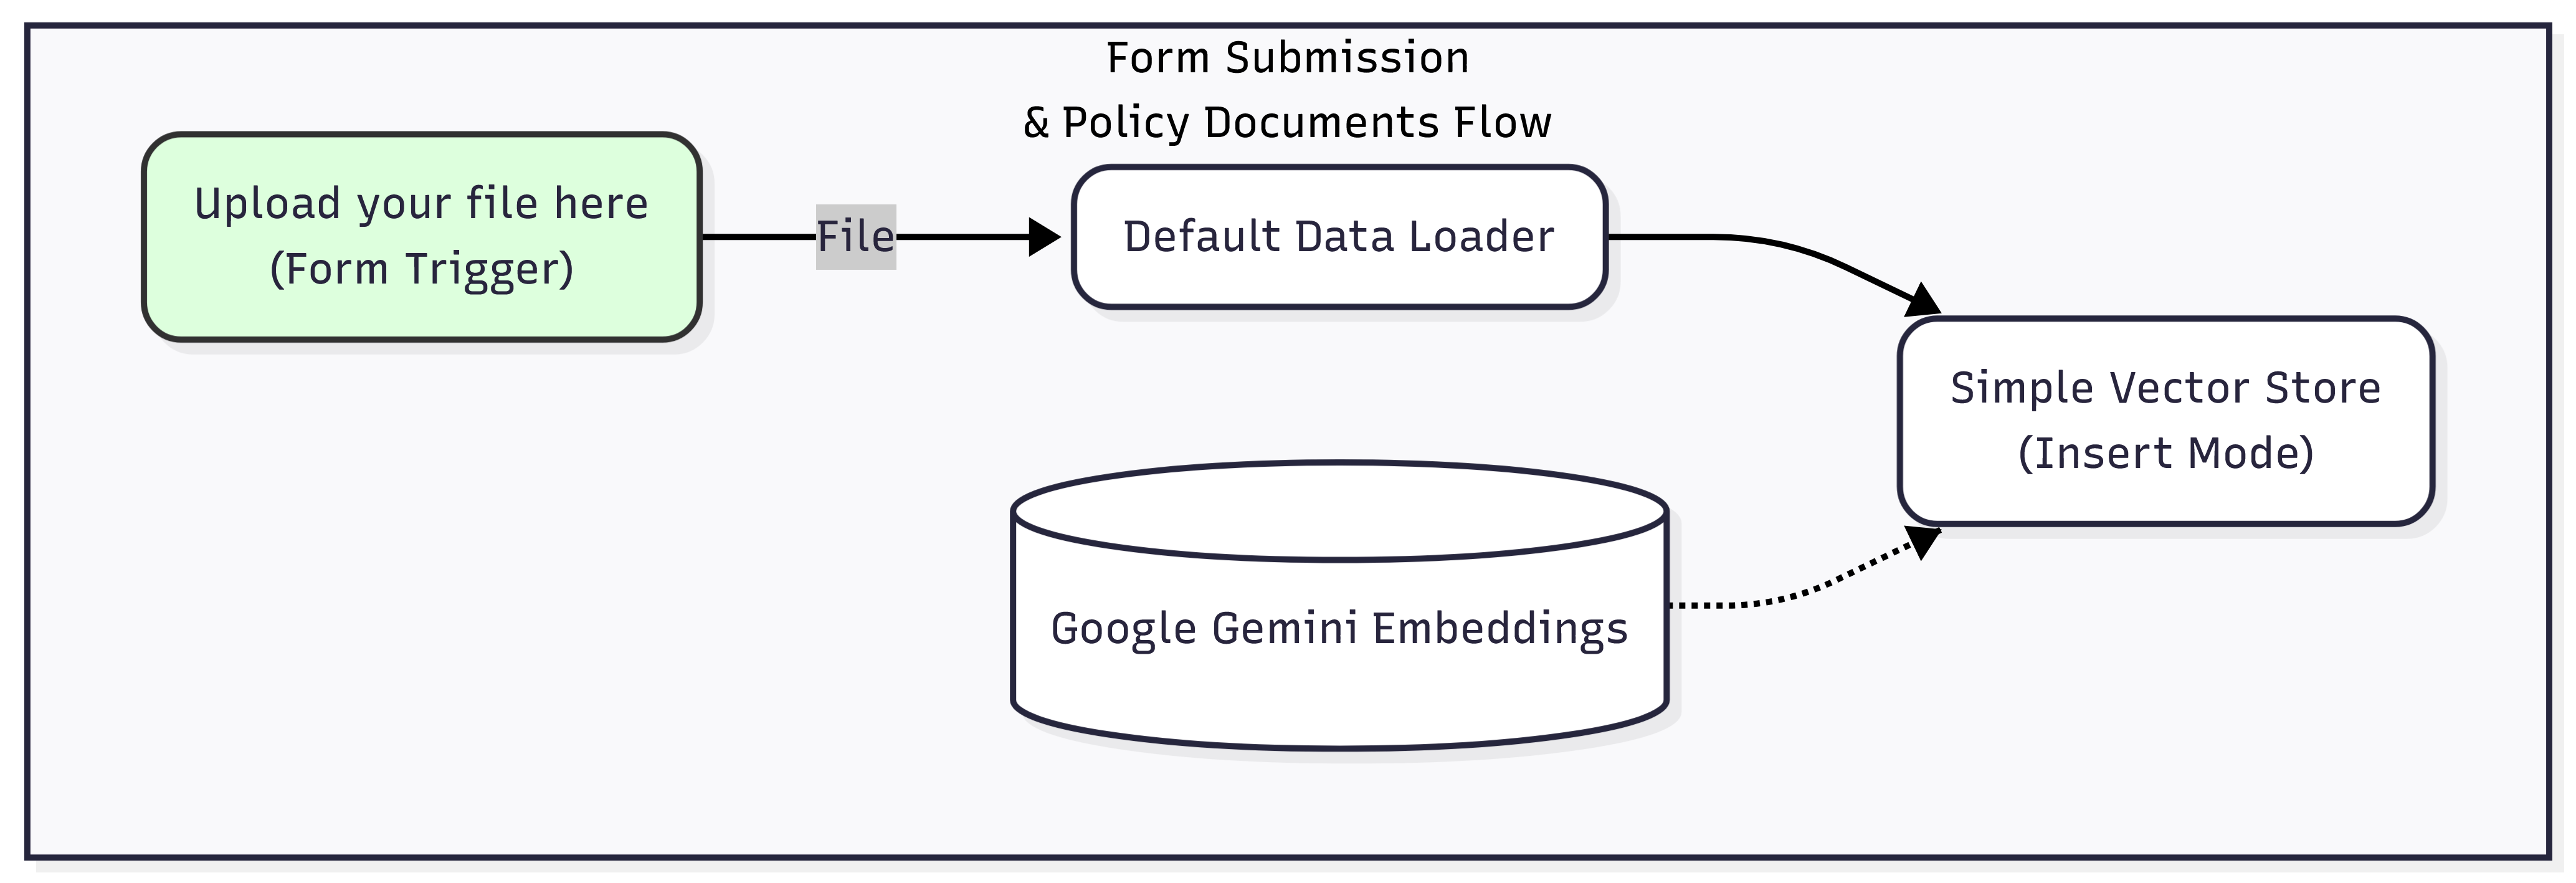 Form Submission
& Policy Documents Flow
Upload your file here
(Form Trigger)
File
Default Data Loader
Simple Vector Store
(Insert Mode)
Google Gemini Embeddings